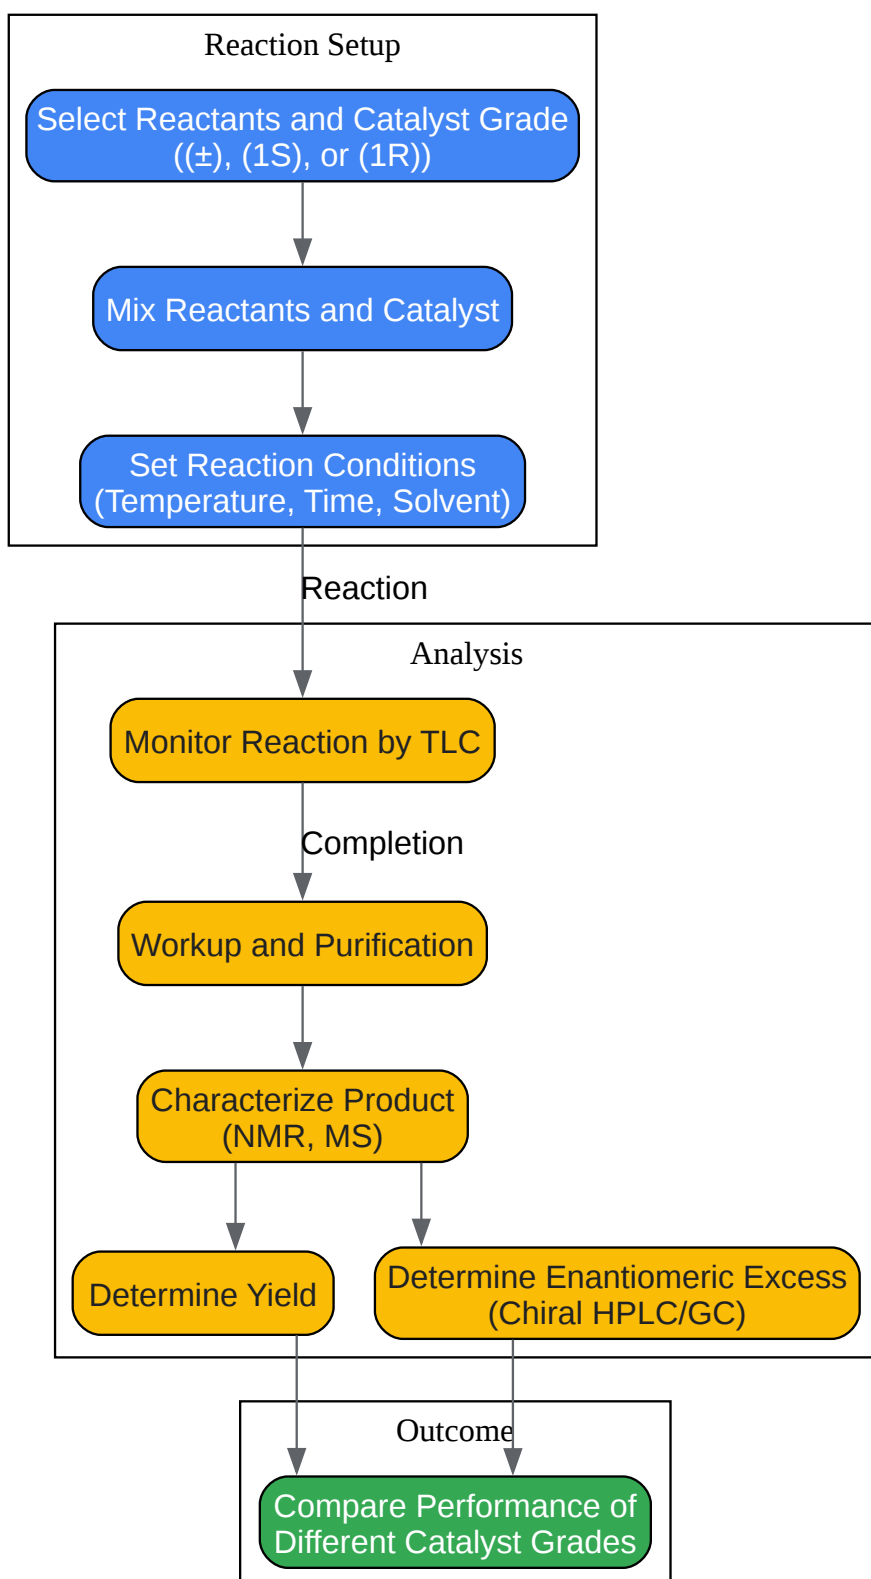 Reaction Setup
Select Reactants and Catalyst Grade
((±), (1S), or (1R))
Mix Reactants and Catalyst
Set Reaction Conditions
(Temperature, Time, Solvent)
Reaction
Analysis
Monitor Reaction by TLC
Completion
Workup and Purification
Characterize Product
(NMR, MS)
Determine Yield
Determine Enantiomeric Excess
(Chiral HPLC/GC)
Outcome
Compare Performance of
Different Catalyst Grades